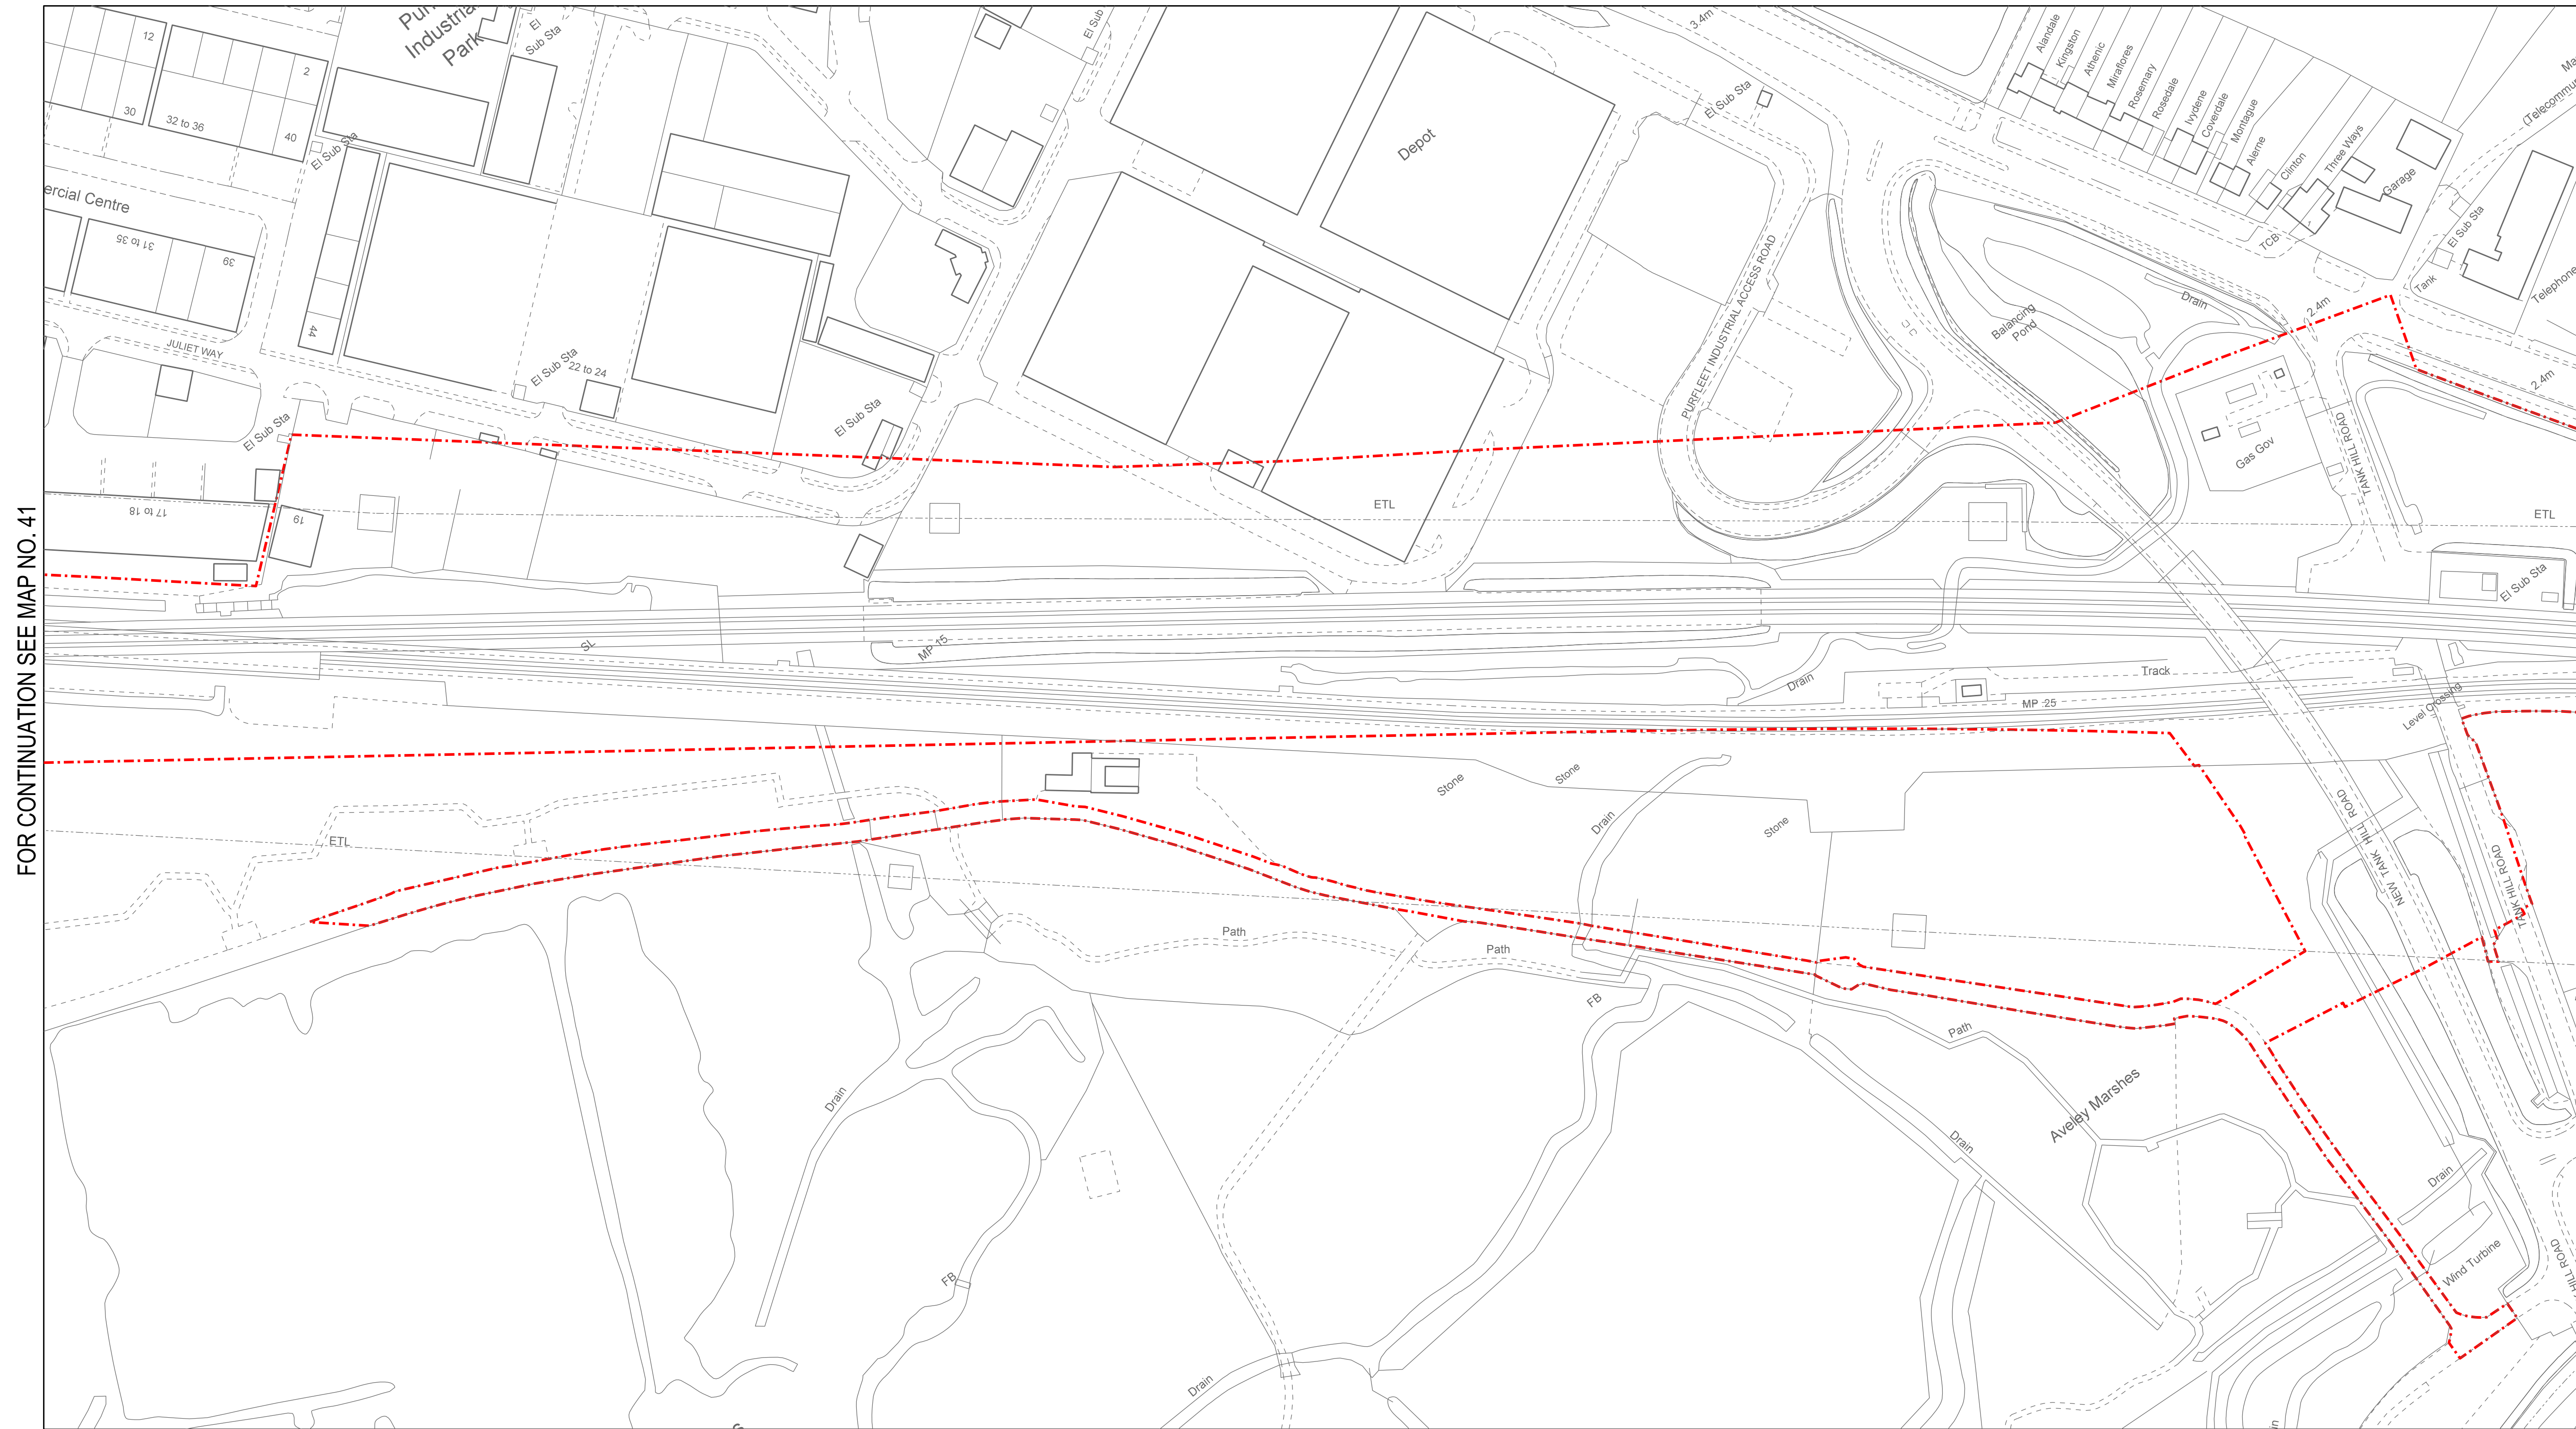 FOR CONTINUATION SEE MAP NO. 41
Industrial
Park
El
Sub Sta
El Sub
3.4m
12
2
30
32 to 36
40
El Sub Sta
Depot
El Sub Sta
Alandale
Kingston
Athenic
Miraflores
Rosemary
Rosedale
Ivydene
Coverdale
Montague
Alerne
Clinton
Three Ways
Garage
TCB
El Sub Sta
Tank
Telephone
ercial Centre
31 to 35
39
44
JULIET WAY
El Sub Sta
22 to 24
El Sub Sta
El Sub Sta
PURFLEET INDUSTRIAL ACCESS ROAD
Balancing
Pond
Drain
2.4m
2.4m
Gas Gov
TANK HILL ROAD
17 to 18
19
ETL
ETL
El Sub Sta
SL
MP 15
Drain
Track
MP .25
Level Crossing
Stone
Stone
Stone
Drain
ETL
NEW TANK HILL ROAD
TANK HILL ROAD
TANK HILL ROAD
Path
Path
FB
Path
Aveley Marshes
Drain
Drain
Drain
Wind Turbine
HILL ROAD
FB
Drain